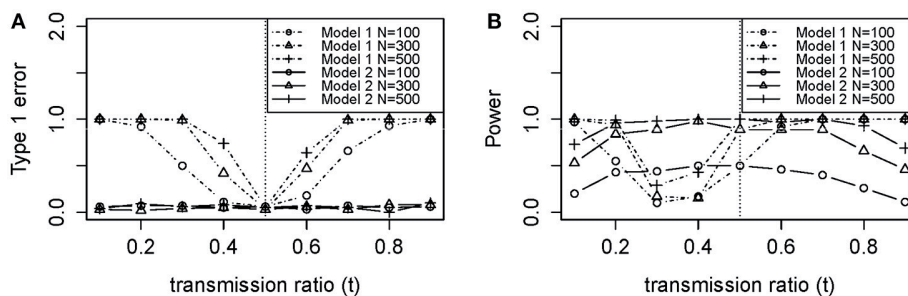 A
2.0
1.0
0.0
Type 1 error
Model 1 N=100
Model 1 N=300
Model 1 N=500
Model 2 N=100
Model 2 N=300
Model 2 N=500
0.2 0.4 0.6 0.8
transmission ratio (t)
B
2.0
1.0
0.0
Power
Model 1 N=100
Model 1 N=300
Model 1 N=500
Model 2 N=100
Model 2 N=300
Model 2 N=500
0.2 0.4 0.6 0.8
transmission ratio (t)